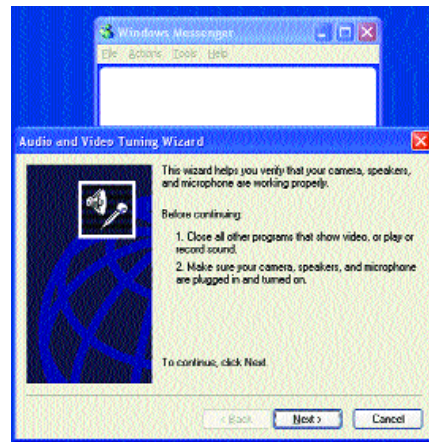 Windows Messenger
File Actions Tools Help
Audio and Video Tuning Wizard
This wizard helps you verify that your camera, speakers,
and microphone are working properly.
Before continuing:
1. Close all other programs that show video, or play or
record sound.
2. Make sure your camera, speakers, and microphone
are plugged in and turned on.
To continue, click Next.
< Back Next > Cancel